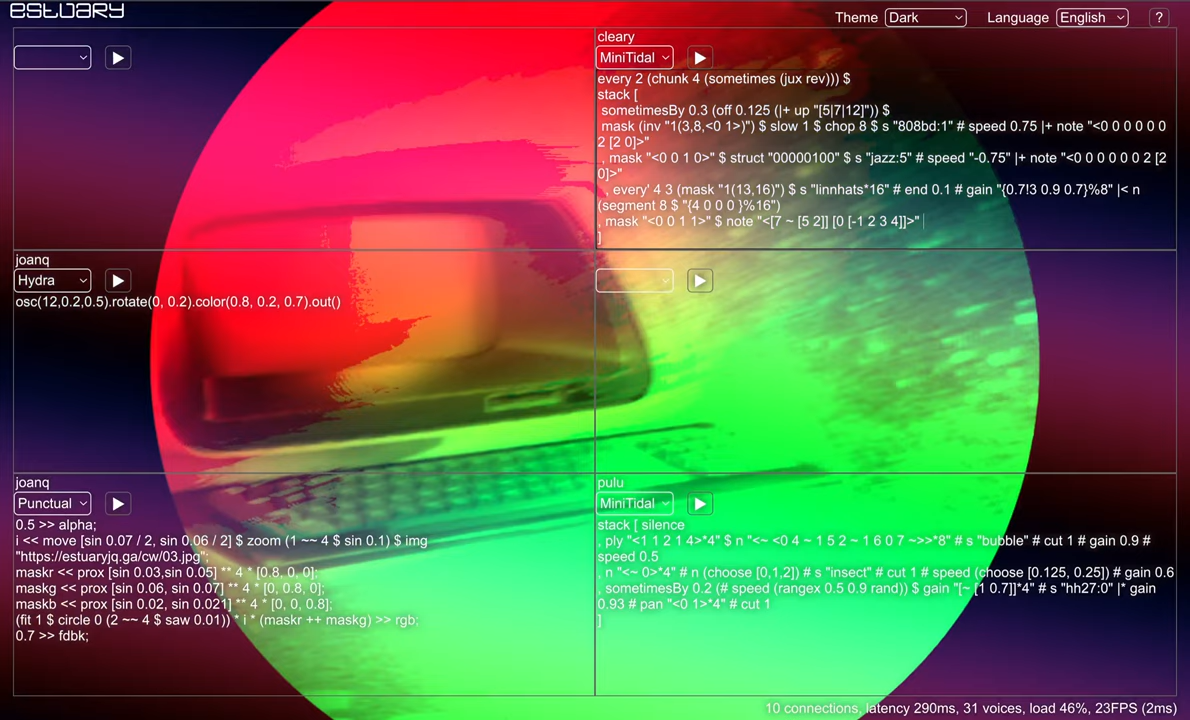 estuary
Theme Dark Language English ?
cleary
MiniTidal
every 2 (chunk 4 (sometimes (jux rev))) $
stack [
sometimesBy 0.3 (off 0.125 (|+ up "[5|7|12]")) $
mask (inv "1(3,8,<0 1>)") $ slow 1 $ chop 8 $ s "808bd:1" # speed 0.75 |+ note "<0 0 0 0 0 0
2 [2 0]>"
, mask "<0 0 1 0>" $ struct "00000100" $ s "jazz:5" # speed "-0.75" |+ note "<0 0 0 0 0 0 2 [2
0]>"
, every' 4 3 (mask "1(13,16)") $ s "linnhats*16" # end 0.1 # gain "{0.7!3 0.9 0.7}%8" |< n
(segment 8 $ "{4 0 0 0 }%16")
, mask "<0 0 1 1>" $ note "<[7 ~ [5 2]] [0 [-1 2 3 4]]>"
]
joanq
Hydra
osc(12,0.2,0.5).rotate(0, 0.2).color(0.8, 0.2, 0.7).out()
joanq
Punctual
0.5 >> alpha;
i << move [sin 0.07 / 2, sin 0.06 / 2] $ zoom (1 ~~ 4 $ sin 0.1) $ img
"https://estuaryjq.ga/cw/03.jpg";
maskr << prox [sin 0.03,sin 0.05] ** 4 * [0.8, 0, 0];
maskg << prox [sin 0.06, sin 0.07] ** 4 * [0, 0.8, 0];
maskb << prox [sin 0.02, sin 0.021] ** 4 * [0, 0, 0.8];
(fit 1 $ circle 0 (2 ~~ 4 $ saw 0.01)) * i * (maskr ++ maskg) >> rgb;
0.7 >> fdbk;
pulu
MiniTidal
stack [ silence
, ply "<1 1 2 1 4>*4" $ n "<~ <0 4 ~ 1 5 2 ~ 1 6 0 7 ~>>*8" # s "bubble" # cut 1 # gain 0.9 #
speed 0.5
, n "<~ 0>*4" # n (choose [0,1,2]) # s "insect" # cut 1 # speed (choose [0.125, 0.25]) # gain 0.6
, sometimesBy 0.2 (# speed (rangex 0.5 0.9 rand)) $ gain "[~ [1 0.7]]*4" # s "hh27:0" |* gain
0.93 # pan "<0 1>*4" # cut 1
]
10 connections, latency 290ms, 31 voices, load 46%, 23FPS (2ms)